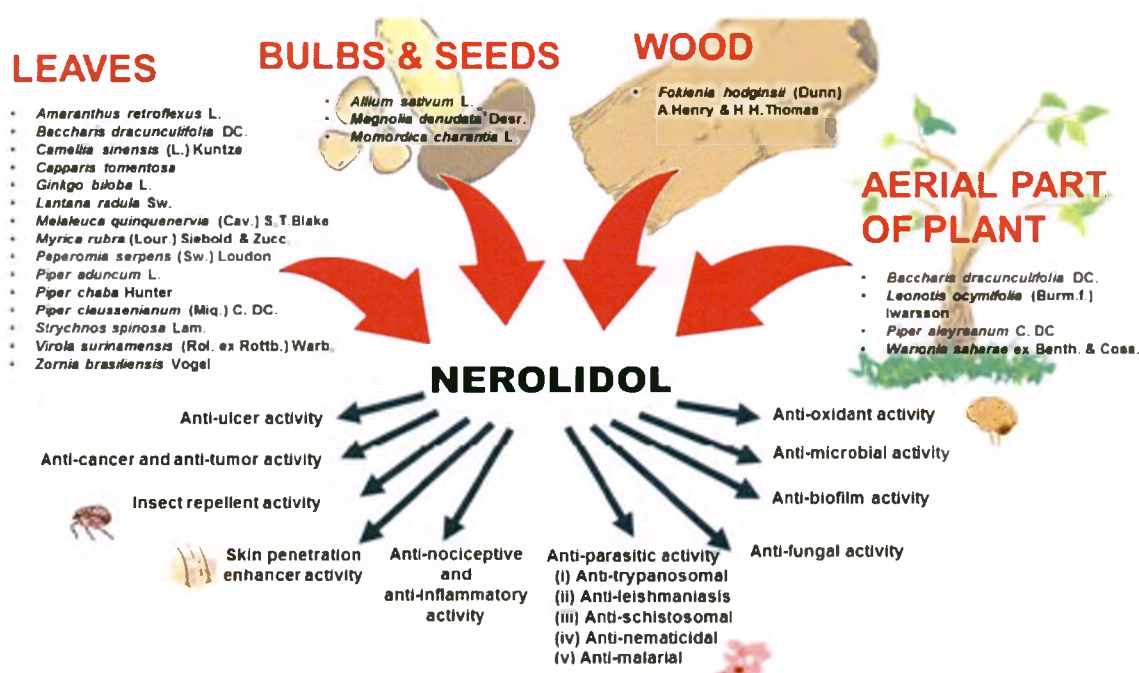 LEAVES
• Amaranthus retroflexus L.
• Baccharis dracunculifolia DC.
• Camellia sinensis (L.) Kuntze
• Capparis tomentosa
• Ginkgo biloba L.
• Lantana radula Sw.
• Melaleuca quinquenervia (Cav.) S.T.Blake
• Myrica rubra (Lour.) Siebold & Zucc.
• Peperomia serpens (Sw.) Loudon
• Piper aduncum L.
• Piper chaba Hunter
• Piper claussenianum (Miq.) C. DC.
• Strychnos spinosa Lam.
• Virola surinamensis (Rol. ex Rottb.) Warb.
• Zornia brasiliensis Vogel
BULBS & SEEDS
• Allium sativum L.
• Magnolia denudata Desr.
• Momordica charantia L
WOOD
• Fokienia hodginsii (Dunn)
A.Henry & H H.Thomas
AERIAL PART
OF PLANT
• Baccharis dracunculifolia DC.
• Leonotis ocymifolia (Burm.f.)
Iwarsson
• Piper aleyreanum C. DC
• Warionia saharae ex Benth. & Coss.
NEROLIDOL
Anti-ulcer activity
Anti-cancer and anti-tumor activity
Insect repellent activity
Skin penetration
enhancer activity
Anti-nociceptive
and
anti-inflammatory
activity
Anti-parasitic activity
(i) Anti-trypanosomal
(ii) Anti-leishmaniasis
(iii) Anti-schistosomal
(iv) Anti-nematicidal
(v) Anti-malarial
Anti-fungal activity
Anti-biofilm activity
Anti-microbial activity
Anti-oxidant activity